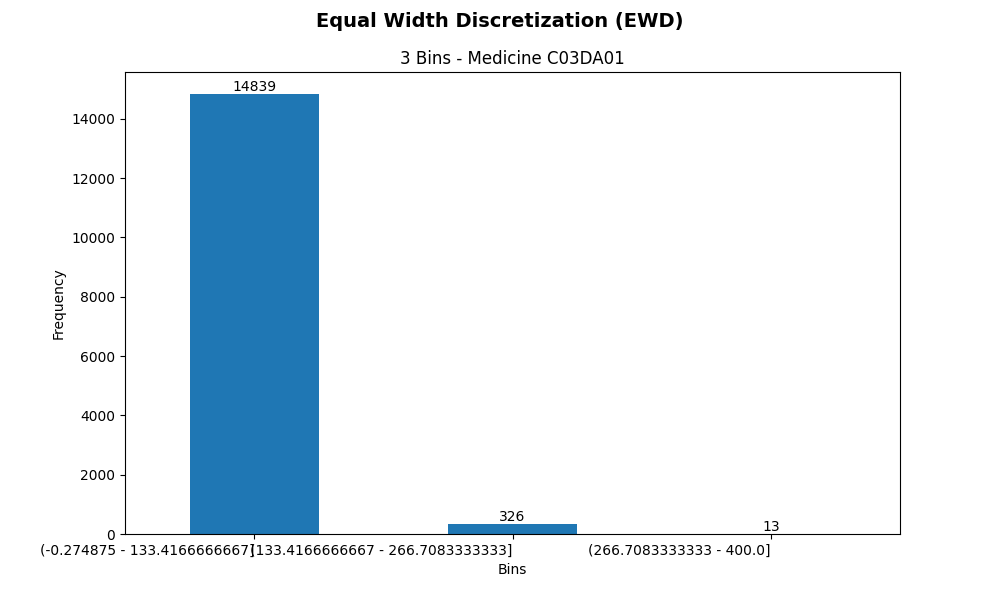 Equal Width Discretization (EWD)
3 Bins - Medicine C03DA01
14839
326
13
14000
12000
10000
8000
6000
4000
2000
0
Frequency
(-0.274875 - 133.4166666667]
(133.4166666667 - 266.7083333333]
(266.7083333333 - 400.0]
Bins